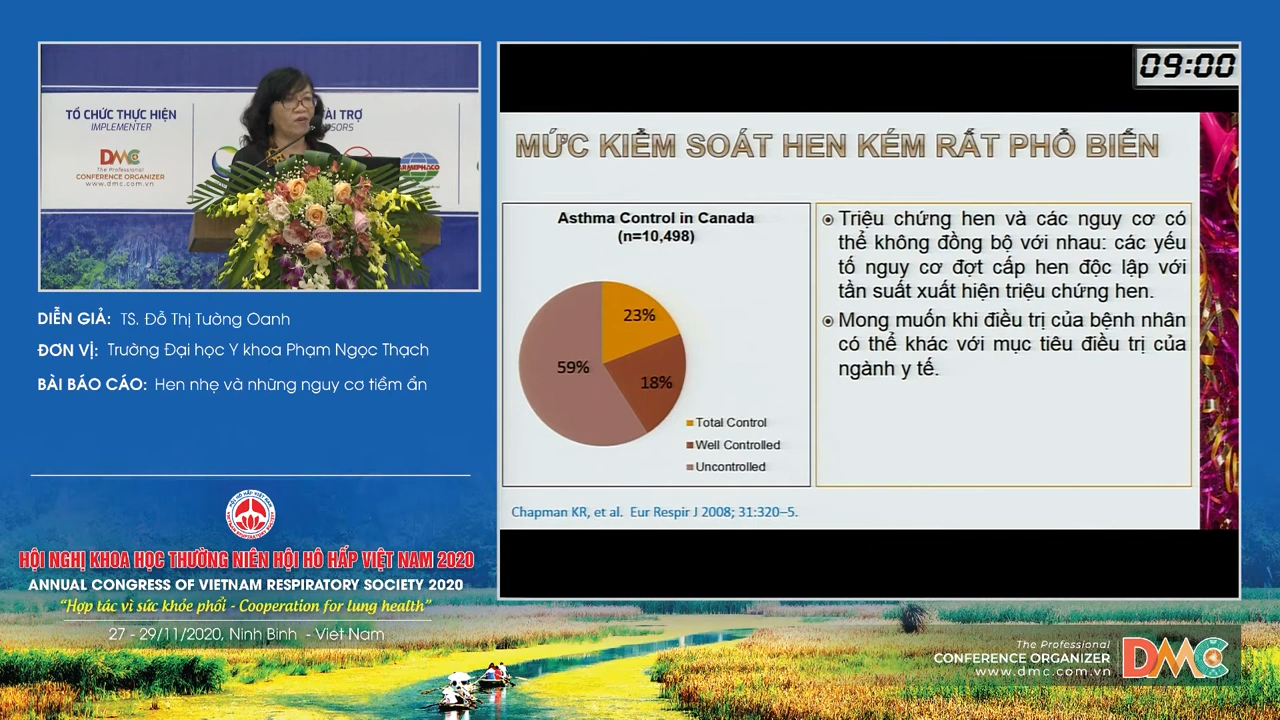 TỔ CHỨC THỰC HIỆN
IMPLEMENTER
DMC
The Professional
CONFERENCE ORGANIZER
www.dmc.com.vn
TÀI TRỢ
SORS
09:00
MỨC KIỂM SOÁT HEN KÉM RẤT PHỔ BIẾN
Asthma Control in Canada
(n=10,498)
23%
59%
18%
Total Control
Well Controlled
Uncontrolled
Triệu chứng hen và các nguy cơ có
thể không đồng bộ với nhau: các yếu
tố nguy cơ đợt cấp hen độc lập với
tần suất xuất hiện triệu chứng hen.
Mong muốn khi điều trị của bệnh nhân
có thể khác với mục tiêu điều trị của
ngành y tế.
Chapman KR, et al. Eur Respir J 2008; 31:320–5.
DIỄN GIẢ: TS. Đỗ Thị Tường Oanh
ĐƠN VỊ: Trường Đại học Y khoa Phạm Ngọc Thạch
BÀI BÁO CÁO: Hen nhẹ và những nguy cơ tiềm ẩn
HỘI NGHỊ KHOA HỌC THƯỜNG NIÊN HỘI HÔ HẤP VIỆT NAM 2020
ANNUAL CONGRESS OF VIETNAM RESPIRATORY SOCIETY 2020
"Hợp tác vì sức khỏe phổi - Cooperation for lung health"
27 - 29/11/2020, Ninh Bình - Viet Nam
The Professional
CONFERENCE ORGANIZER
www.dmc.com.vn
DMC